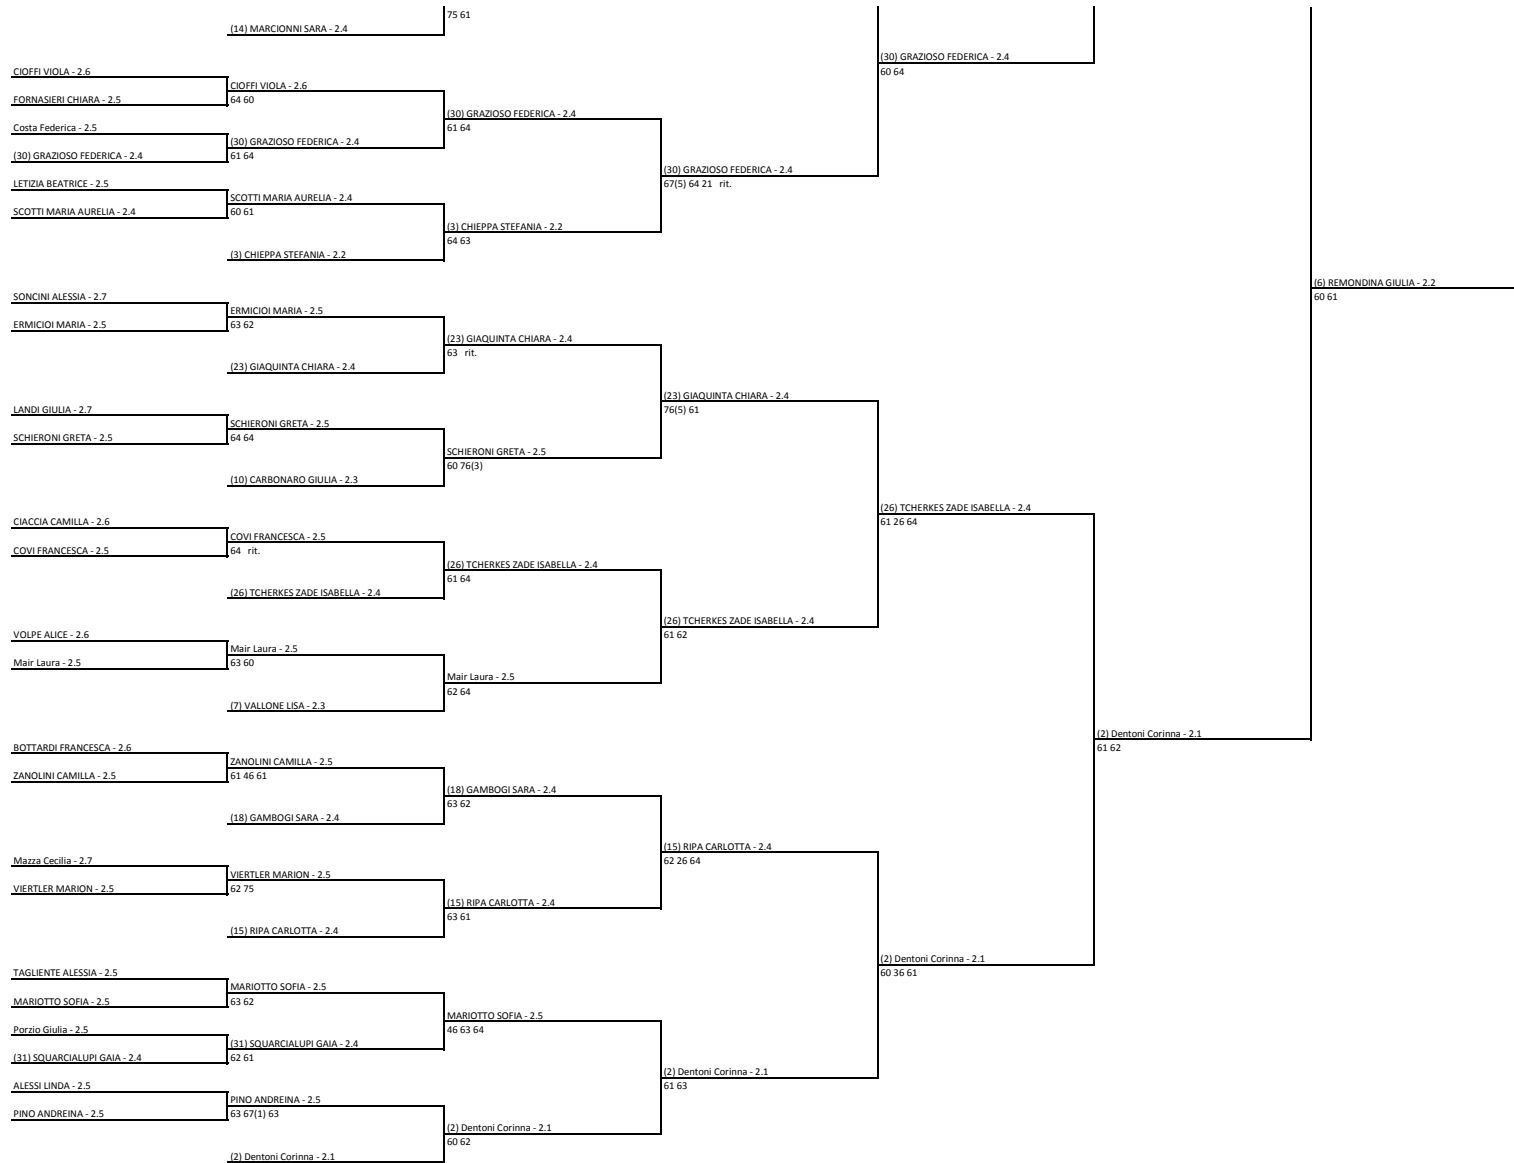 75 61
(14) MARCIONNI SARA - 2.4
(30) GRAZIOSO FEDERICA - 2.4
60 64
CIOFFI VIOLA - 2.6
CIOFFI VIOLA - 2.6
FORNASIERI CHIARA - 2.5
64 60
(30) GRAZIOSO FEDERICA - 2.4
61 64
Costa Federica - 2.5
(30) GRAZIOSO FEDERICA - 2.4
(30) GRAZIOSO FEDERICA - 2.4
61 64
(30) GRAZIOSO FEDERICA - 2.4
67(5) 64 21 rit.
LETIZIA BEATRICE - 2.5
SCOTTI MARIA AURELIA - 2.4
SCOTTI MARIA AURELIA - 2.4
60 61
(3) CHIEPPA STEFANIA - 2.2
64 63
(3) CHIEPPA STEFANIA - 2.2
(6) REMONDINA GIULIA - 2.2
60 61
SONCINI ALESSIA - 2.7
ERMICIOI MARIA - 2.5
ERMICIOI MARIA - 2.5
63 62
(23) GIAQUINTA CHIARA - 2.4
63 rit.
(23) GIAQUINTA CHIARA - 2.4
(23) GIAQUINTA CHIARA - 2.4
76(5) 61
LANDI GIULIA - 2.7
SCHIERONI GRETA - 2.5
SCHIERONI GRETA - 2.5
64 64
SCHIERONI GRETA - 2.5
60 76(3)
(10) CARBONARO GIULIA - 2.3
(26) TCHERKES ZADE ISABELLA - 2.4
61 26 64
CIACCIA CAMILLA - 2.6
COVI FRANCESCA - 2.5
COVI FRANCESCA - 2.5
64 rit.
(26) TCHERKES ZADE ISABELLA - 2.4
61 64
(26) TCHERKES ZADE ISABELLA - 2.4
(26) TCHERKES ZADE ISABELLA - 2.4
61 62
VOLPE ALICE - 2.6
Mair Laura - 2.5
Mair Laura - 2.5
63 60
Mair Laura - 2.5
62 64
(7) VALLONE LISA - 2.3
(2) Dentoni Corinna - 2.1
61 62
BOTTARDI FRANCESCA - 2.6
ZANOLINI CAMILLA - 2.5
ZANOLINI CAMILLA - 2.5
61 46 61
(18) GAMBOGI SARA - 2.4
63 62
(18) GAMBOGI SARA - 2.4
(15) RIPA CARLOTTA - 2.4
62 26 64
Mazza Cecilia - 2.7
VIERTLER MARION - 2.5
VIERTLER MARION - 2.5
62 75
(15) RIPA CARLOTTA - 2.4
63 61
(15) RIPA CARLOTTA - 2.4
(2) Dentoni Corinna - 2.1
60 36 61
TAGLIENTE ALESSIA - 2.5
MARIOTTO SOFIA - 2.5
MARIOTTO SOFIA - 2.5
63 62
MARIOTTO SOFIA - 2.5
46 63 64
Porzio Giulia - 2.5
(31) SQUARCIALUPI GAIA - 2.4
(31) SQUARCIALUPI GAIA - 2.4
62 61
(2) Dentoni Corinna - 2.1
61 63
ALESSI LINDA - 2.5
PINO ANDREINA - 2.5
PINO ANDREINA - 2.5
63 67(1) 63
(2) Dentoni Corinna - 2.1
60 62
(2) Dentoni Corinna - 2.1